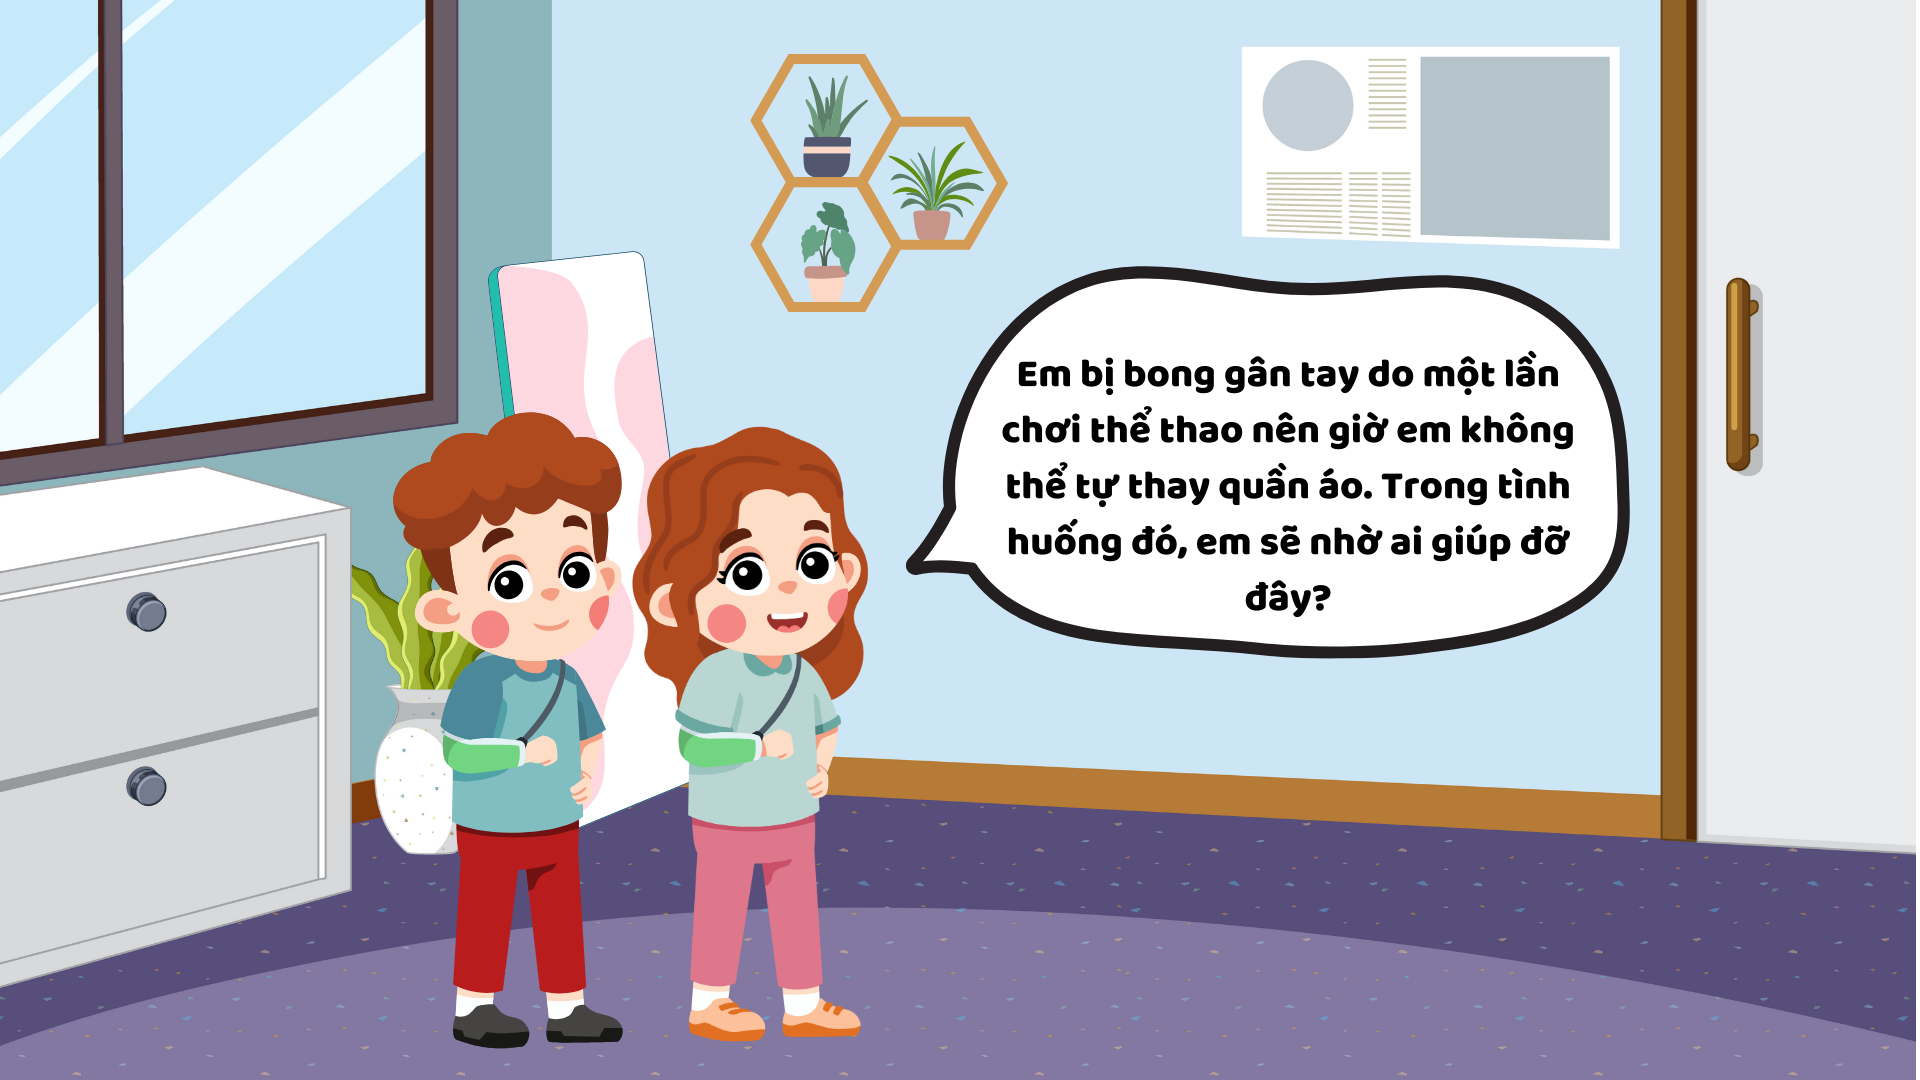 Em bị bong gân tay do một lần
chơi thể thao nên giờ em không
thể tự thay quần áo. Trong tình
huống đó, em sẽ nhờ ai giúp đỡ
đây?